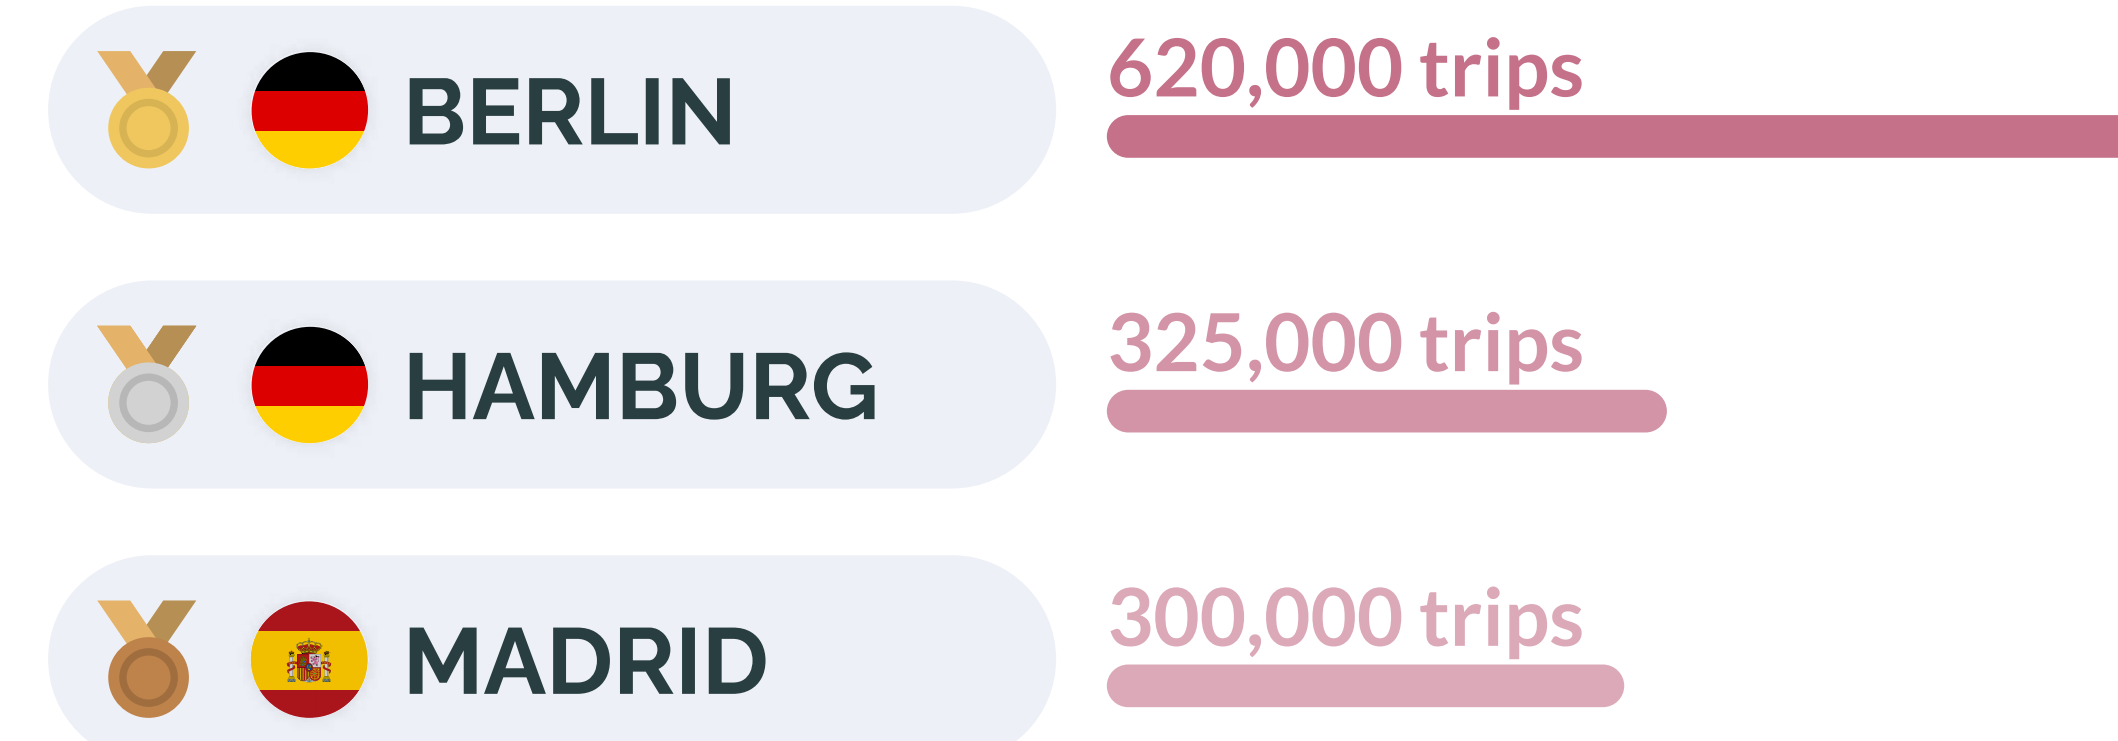 BERLIN
620,000 trips
HAMBURG
325,000 trips
MADRID
300,000 trips